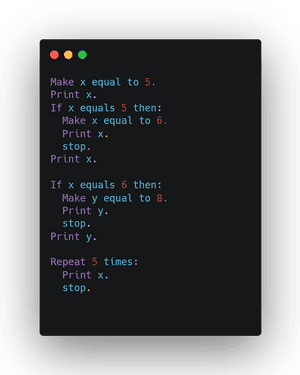 Make x equal to 5.
Print x.
If x equals 5 then:
  Make x equal to 6.
  Print x.
  stop.
Print x.

If x equals 6 then:
  Make y equal to 8.
  Print y.
  stop.
Print y.

Repeat 5 times:
  Print x.
  stop.